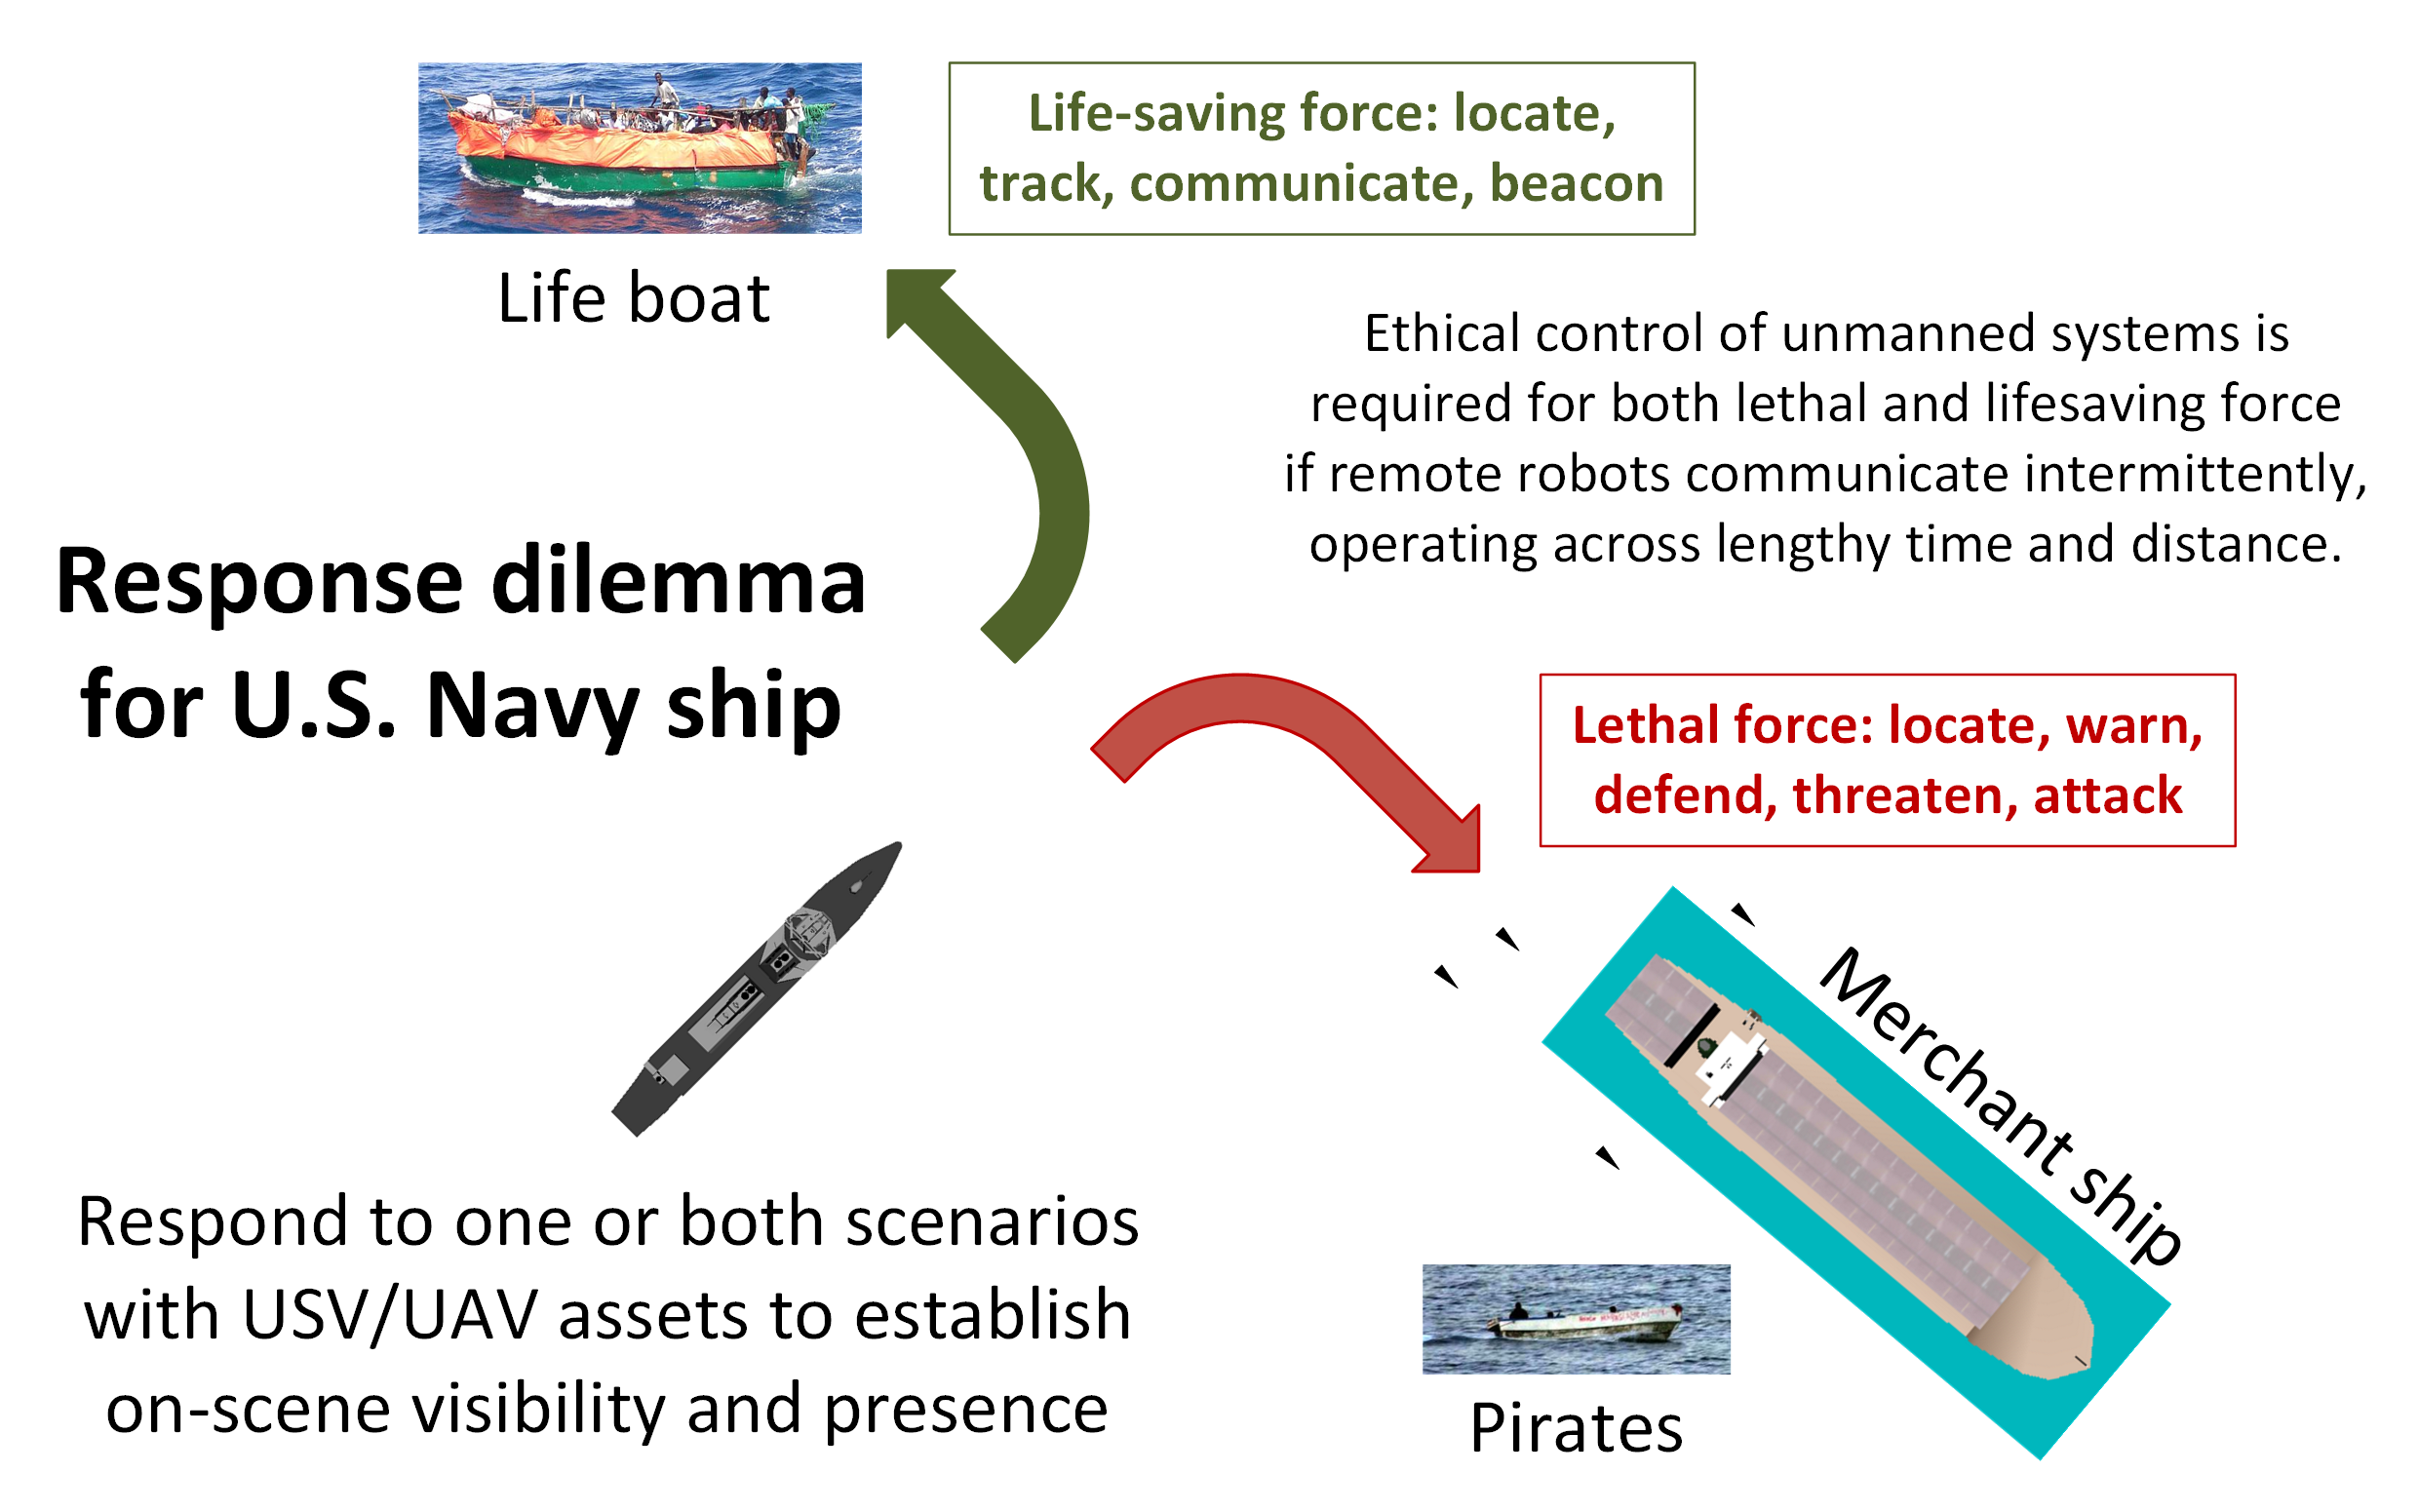 Life-saving force: locate,
track, communicate, beacon
Life boat
Ethical control of unmanned systems is
required for both lethal and lifesaving force
if remote robots communicate intermittently,
operating across lengthy time and distance.
Response dilemma
for U.S. Navy ship
Lethal force: locate, warn,
defend, threaten, attack
Merchant ship
Respond to one or both scenarios
with USV/UAV assets to establish
on-scene visibility and presence
Pirates